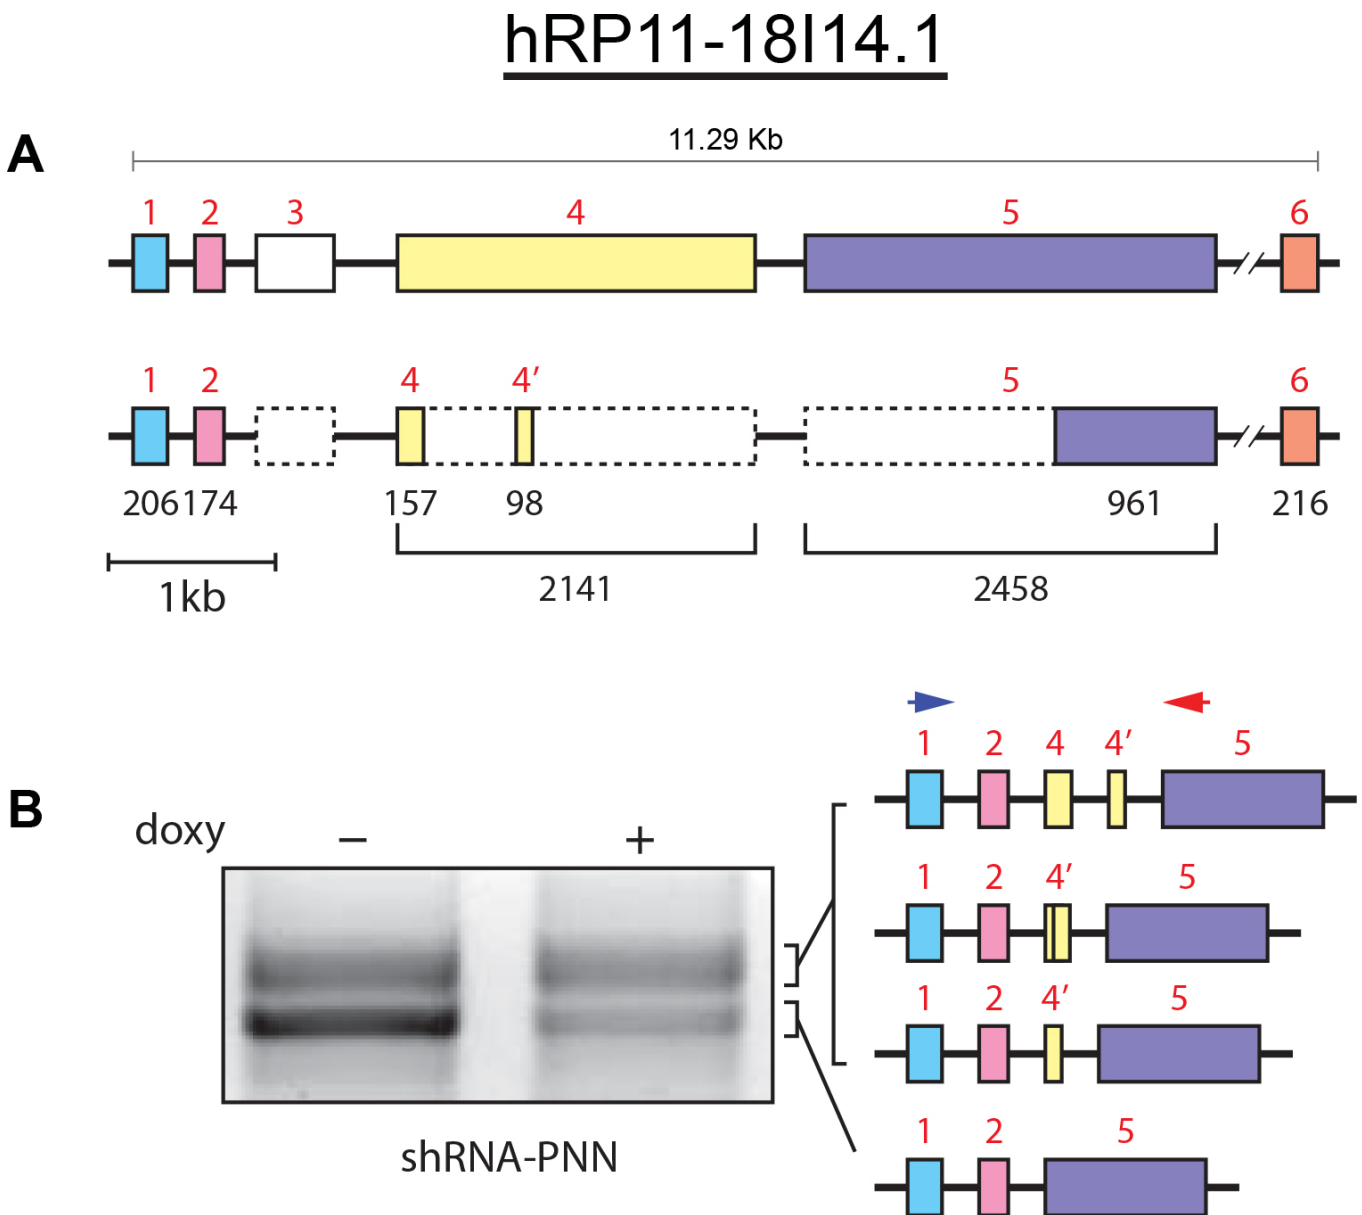 hRP11-18I14.1
A
11.29 Kb
1 2 3 4 5 6
1 2 4 4′ 5 6
206 174 157 98 961 216
1kb 2141 2458
1 2 4 4′ 5
B
doxy − +
1 2 4′ 5
1 2 4′ 5
1 2 5
shRNA-PNN